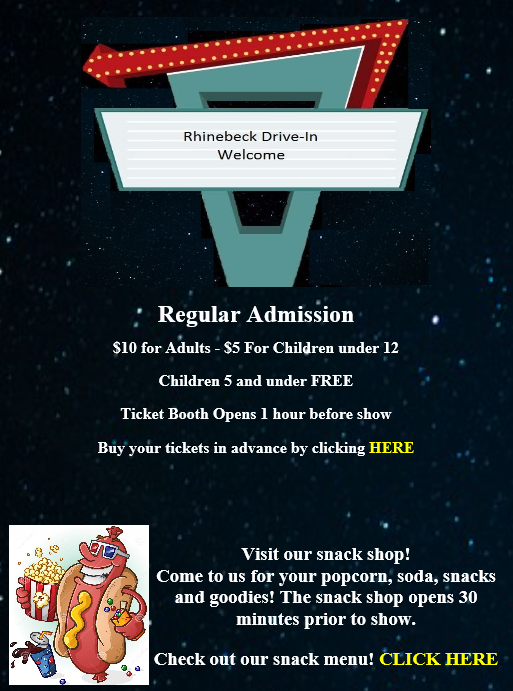 Rhinebeck Drive-In
Welcome
Regular Admission
$10 for Adults - $5 For Children under 12
Children 5 and under FREE
Ticket Booth Opens 1 hour before show
Buy your tickets in advance by clicking HERE
Visit our snack shop!
Come to us for your popcorn, soda, snacks
and goodies! The snack shop opens 30
minutes prior to show.
Check out our snack menu! CLICK HERE